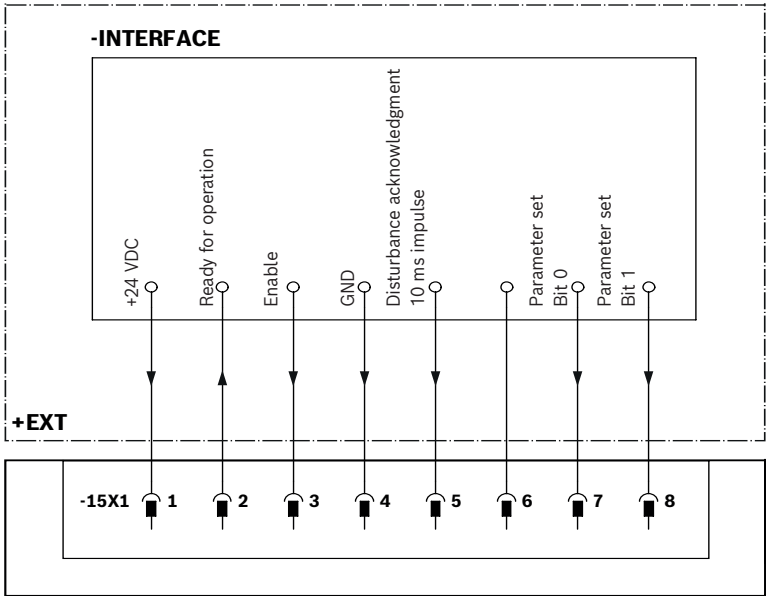 -INTERFACE
+24 VDC
Ready for operation
Enable
GND
Disturbance acknowledgment
10 ms impulse
Parameter set
Bit 0
Parameter set
Bit 1
+EXT
-15X1 1 2 3 4 5 6 7 8